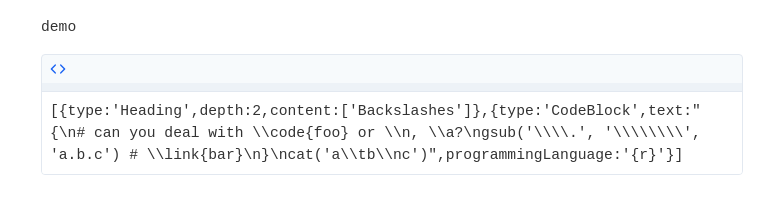 demo
[{type:'Heading',depth:2,content:['Backslashes']},{type:'CodeBlock',text:"
{\n# can you deal with \\code{foo} or \\n, \\a?\ngsub('\\\\.', '\\\\\\\\',
'a.b.c') # \\link{bar}\n}\ncat('a\\tb\\nc')",programmingLanguage:'{r}'}]